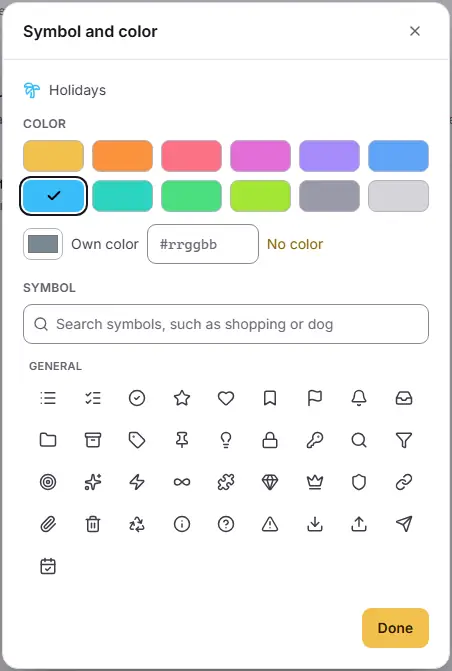 Symbol and color
Holidays
COLOR
Own color
#rrggbb
No color
SYMBOL
Search symbols, such as shopping or dog
GENERAL
Done